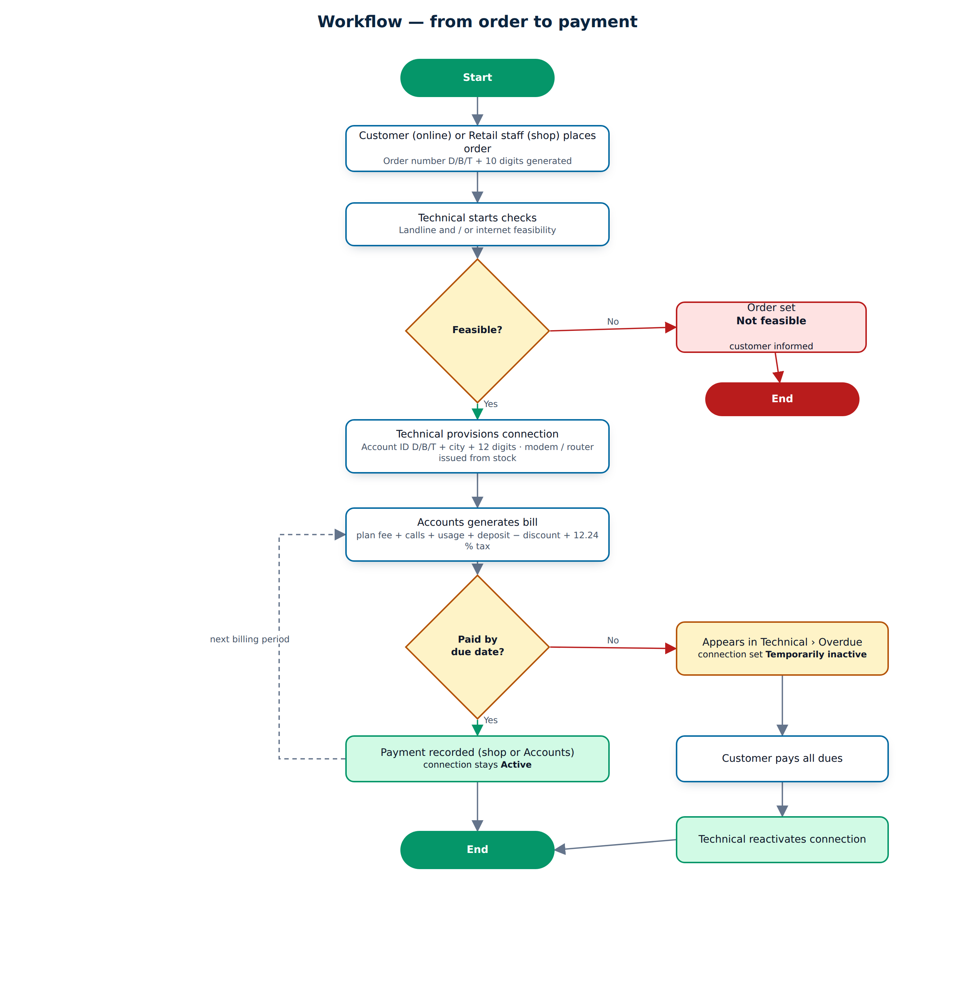 Workflow — from order to payment
Start
Customer (online) or Retail staff (shop) places
order
Order number D/B/T + 10 digits generated
Technical starts checks
Landline and / or internet feasibility
Feasible?
No
Order set
Not feasible
customer informed
End
Yes
Technical provisions connection
Account ID D/B/T + city + 12 digits · modem / router
issued from stock
Accounts generates bill
plan fee + calls + usage + deposit − discount + 12.24
% tax
next billing period
Paid by
due date?
No
Appears in Technical › Overdue
connection set Temporarily inactive
Yes
Payment recorded (shop or Accounts)
connection stays Active
Customer pays all dues
Technical reactivates connection
End